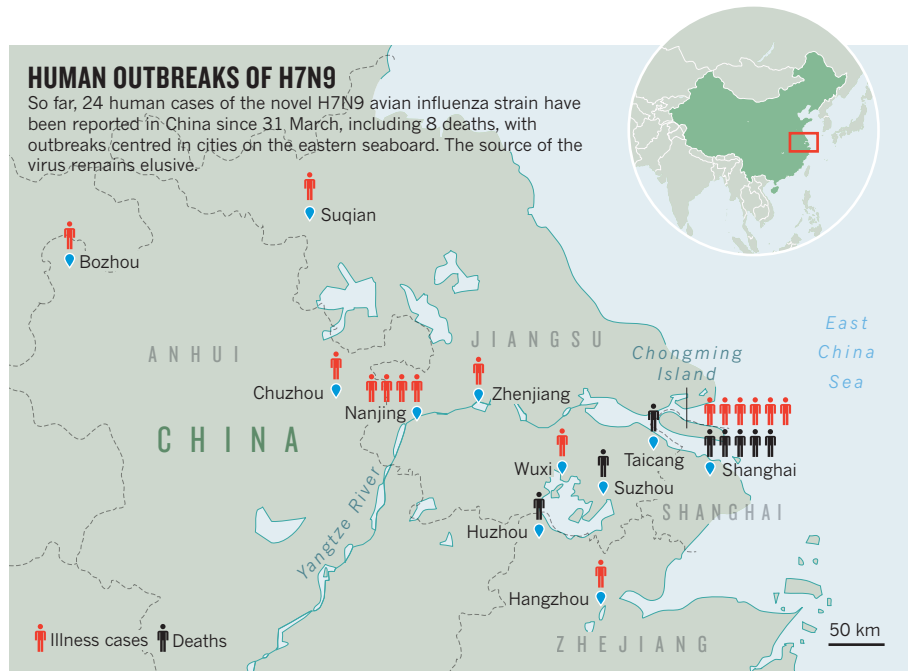 HUMAN OUTBREAKS OF H7N9
So far, 24 human cases of the novel H7N9 avian influenza strain have
been reported in China since 31 March, including 8 deaths, with
outbreaks centred in cities on the eastern seaboard. The source of the
virus remains elusive.
Suqian
Bozhou
ANHUI
JIANGSU
East
China
Sea
Chongming
Island
Chuzhou
Nanjing
Zhenjiang
CHINA
Wuxi
Taicang
Shanghai
Suzhou
SHANGHAI
Huzhou
Yangtze River
Hangzhou
ZHEJIANG
Illness cases
Deaths
50 km